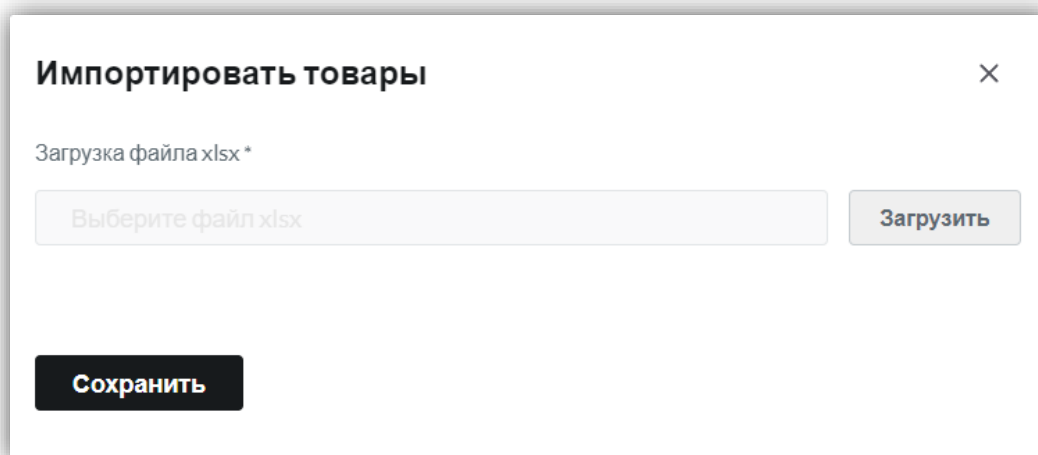 Импортировать товары
Загрузка файла xlsx *
Выберите файл xlsx
Загрузить
Сохранить